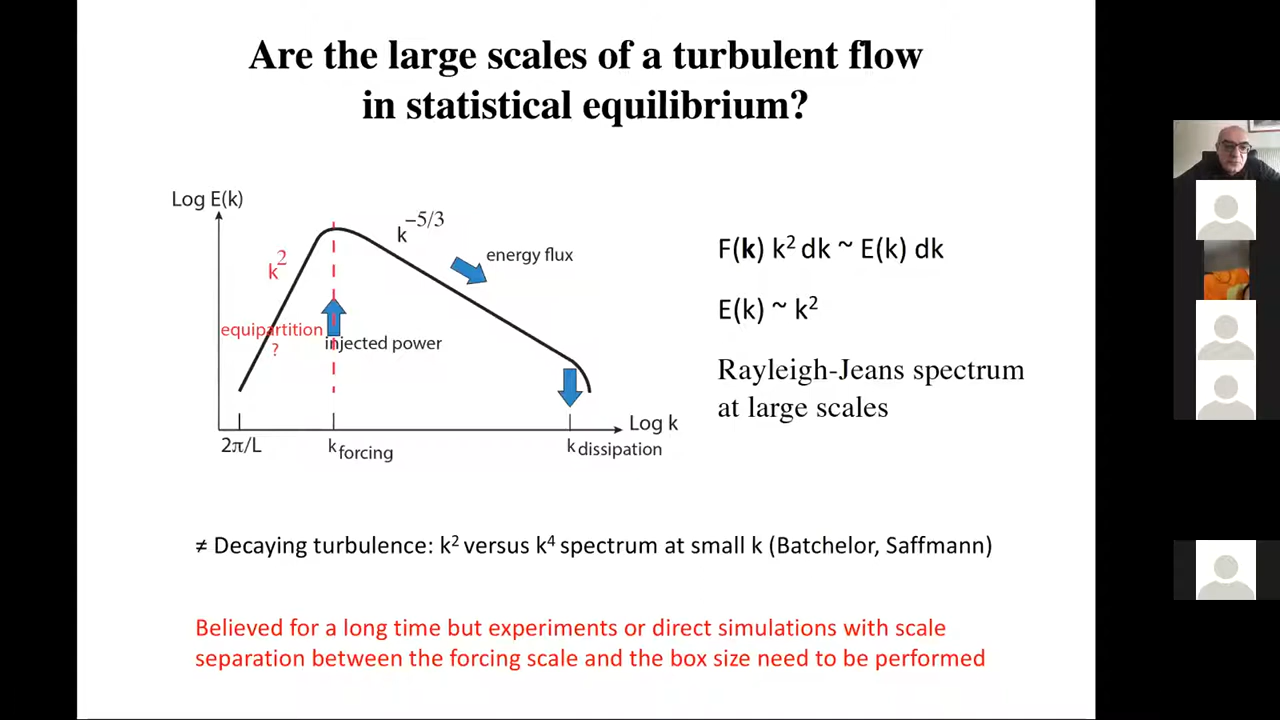 Are the large scales of a turbulent flow
in statistical equilibrium?
Log E(k)
k^−5/3
energy flux
k^2
equipartition
?
injected power
Log k
2π/L
k forcing
k dissipation
F(k) k² dk ~ E(k) dk
E(k) ~ k²
Rayleigh-Jeans spectrum
at large scales
≠ Decaying turbulence: k² versus k⁴ spectrum at small k (Batchelor, Saffmann)
Believed for a long time but experiments or direct simulations with scale
separation between the forcing scale and the box size need to be performed